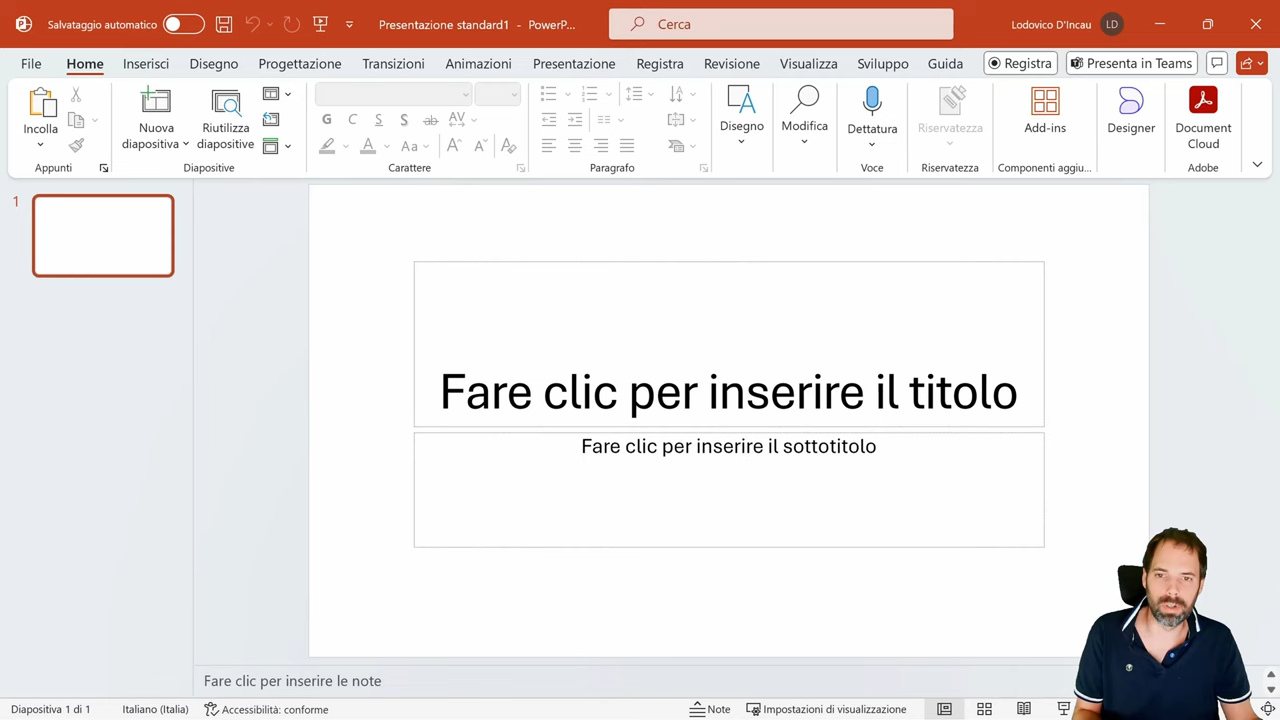 Salvataggio automatico
Presentazione standard1 - PowerP...
Cerca
Lodovico D'Incau
LD
File Home Inserisci Disegno Progettazione Transizioni Animazioni Presentazione Registra Revisione Visualizza Sviluppo Guida Registra Presenta in Teams
Incolla
Nuova diapositiva
Riutilizza diapositive
G C S S ab AV
A Aa A A A
Disegno
Modifica
Dettatura
Riservatezza
Add-ins
Designer
Document Cloud
Appunti Diapositive Carattere Paragrafo Voce Riservatezza Componenti aggiu... Adobe
1
Fare clic per inserire il titolo
Fare clic per inserire il sottotitolo
Fare clic per inserire le note
Diapositiva 1 di 1 Italiano (Italia) Accessibilità: conforme Note Impostazioni di visualizzazione